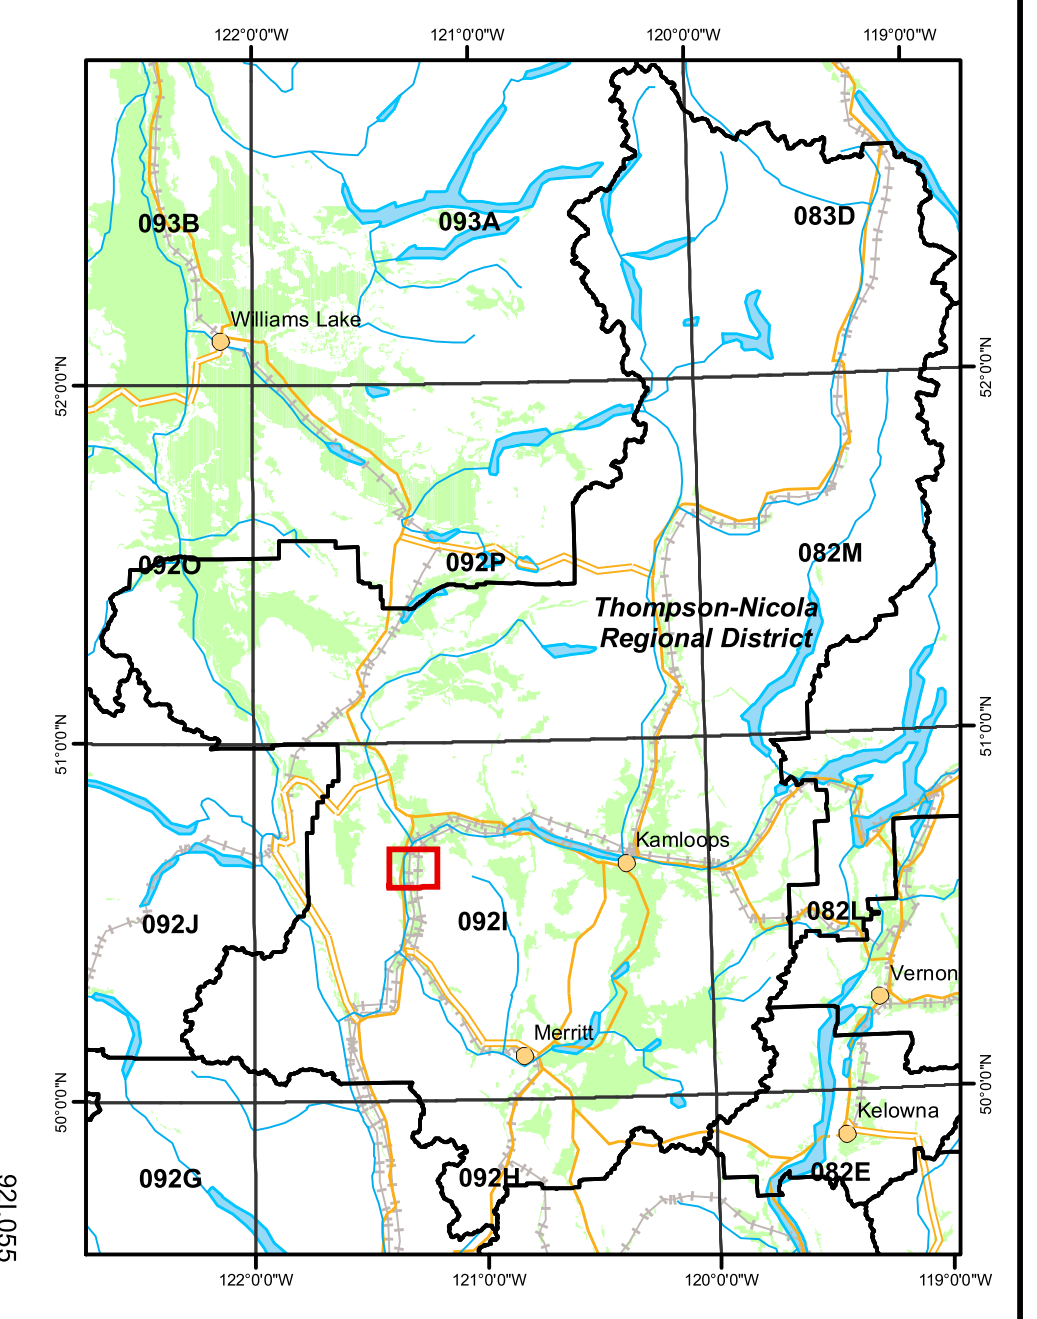 122°0'0"W
121°0'0"W
120°0'0"W
119°0'0"W
083D
093A
093B
Williams Lake
52°0'0"N
52°0'0"N
082M
092P
092O
Thompson-Nicola
Regional District
51°0'0"N
51°0'0"N
Kamloops
082L
092I
092J
Vernon
Merritt
50°0'0"N
50°0'0"N
Kelowna
082E
092H
092G
92I.055
122°0'0"W
121°0'0"W
120°0'0"W
119°0'0"W